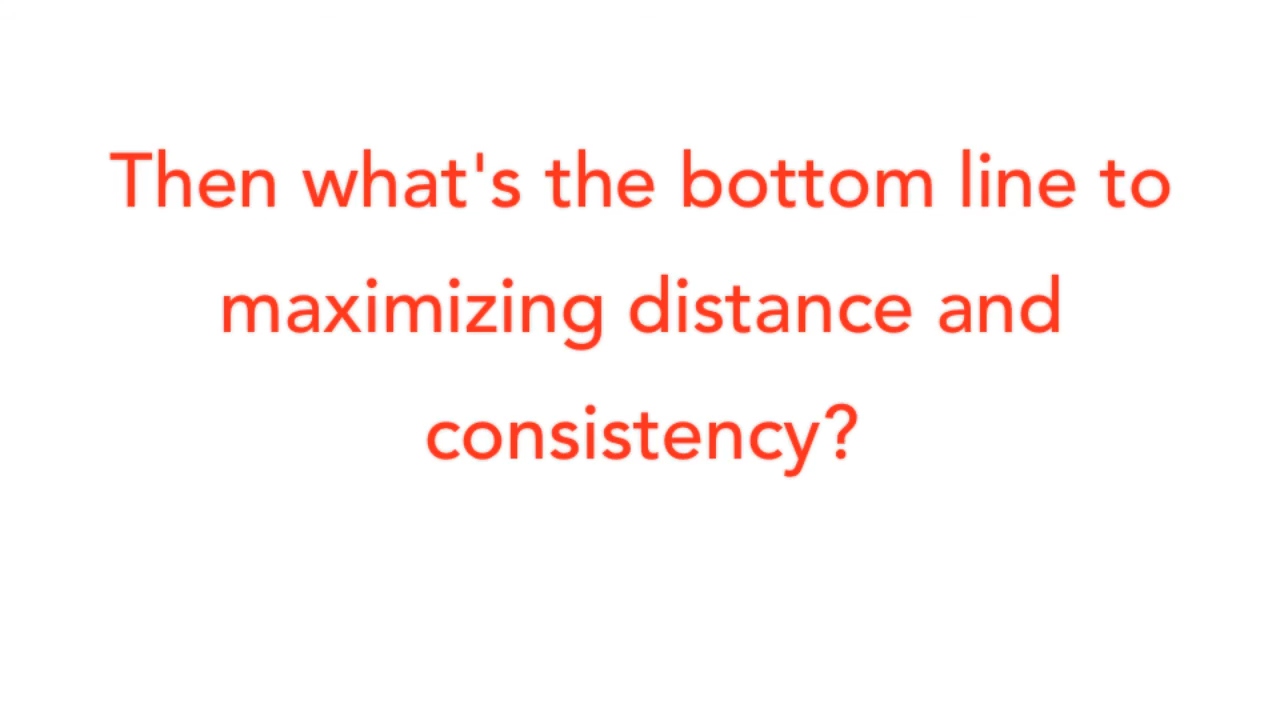 Then what's the bottom line to
maximizing distance and
consistency?